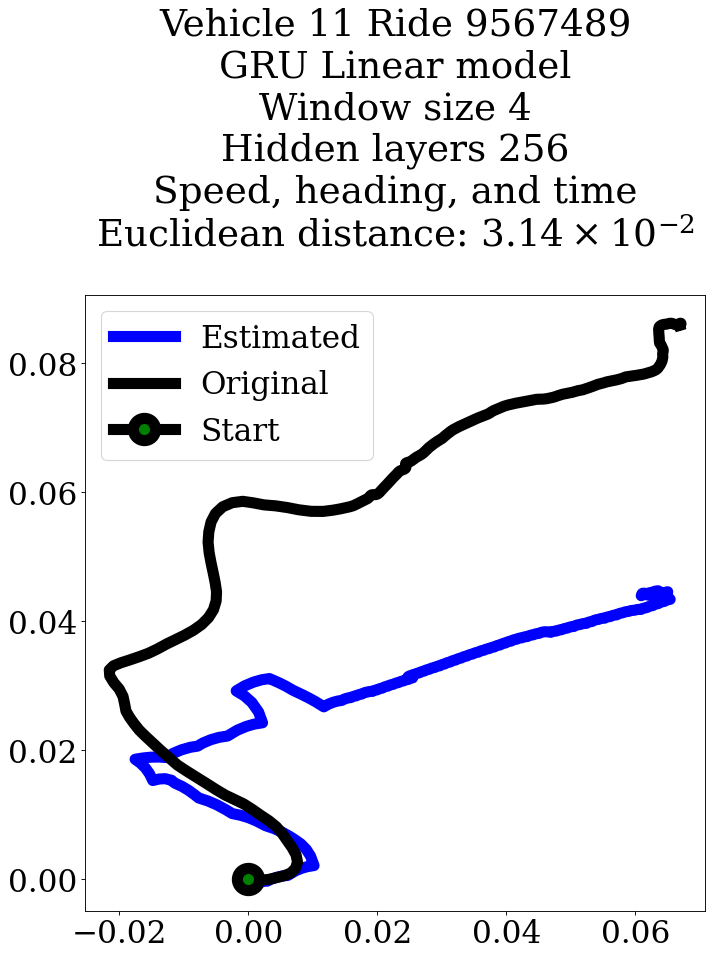 Vehicle 11 Ride 9567489
GRU Linear model
Window size 4
Hidden layers 256
Speed, heading, and time
Euclidean distance: 3.14 × 10⁻²
Estimated
Original
Start
0.08
0.06
0.04
0.02
0.00
−0.02 0.00 0.02 0.04 0.06